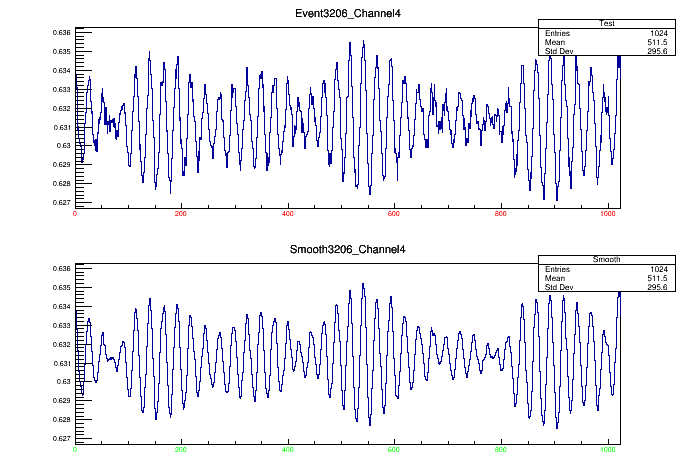 Event3206_Channel4
Test
Entries 1024
Mean 511.5
Std Dev 295.6
0.636
0.635
0.634
0.633
0.632
0.631
0.63
0.629
0.628
0.627
0 200 400 600 800 1000
Smooth3206_Channel4
Smooth
Entries 1024
Mean 511.5
Std Dev 295.6
0.636
0.635
0.634
0.633
0.632
0.631
0.63
0.629
0.628
0.627
0 200 400 600 800 1000